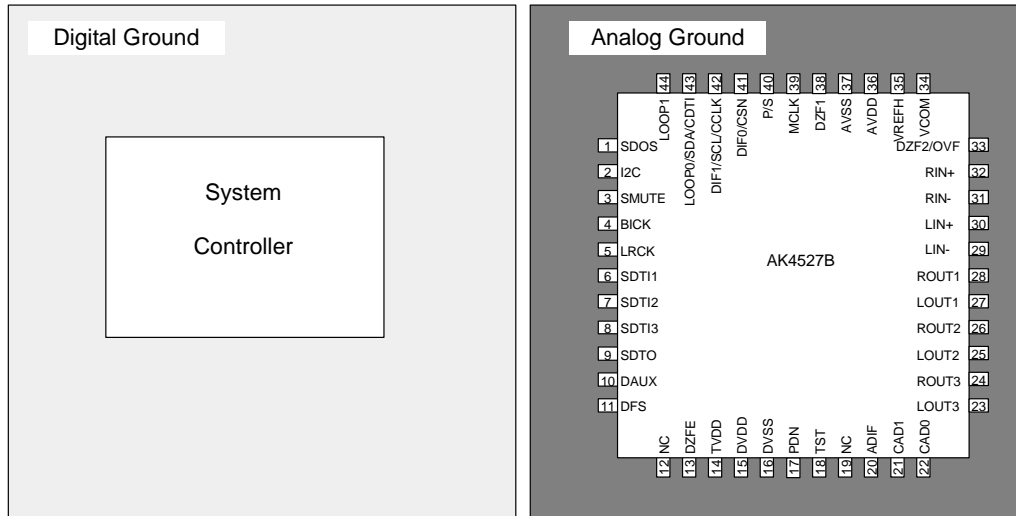 Digital Ground
System
Controller
Analog Ground
44 LOOP1
43 LOOP0/SDA/CDTI
42 DIF1/SCL/CCLK
41 DIF0/CSN
40 P/S
39 MCLK
38 DZF1
37 AVSS
36 AVDD
35 VREFH
34 VCOM
1 SDOS
2 I2C
3 SMUTE
4 BICK
5 LRCK
6 SDTI1
7 SDTI2
8 SDTI3
9 SDTO
10 DAUX
11 DFS
AK4527B
DZF2/OVF 33
RIN+ 32
RIN- 31
LIN+ 30
LIN- 29
ROUT1 28
LOUT1 27
ROUT2 26
LOUT2 25
ROUT3 24
LOUT3 23
12 NC
13 DZFE
14 TVDD
15 DVDD
16 DVSS
17 PDN
18 TST
19 NC
20 ADIF
21 CAD1
22 CAD0